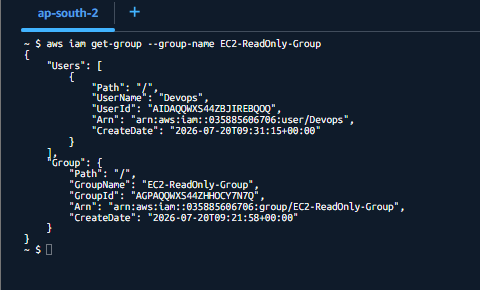 ap-south-2 +
~ $ aws iam get-group --group-name EC2-ReadOnly-Group
{
    "Users": [
        {
            "Path": "/",
            "UserName": "Devops",
            "UserId": "AIDAQQWXS44ZBJIREBQOQ",
            "Arn": "arn:aws:iam::035885606706:user/Devops",
            "CreateDate": "2026-07-20T09:31:15+00:00"
        }
    ],
    "Group": {
        "Path": "/",
        "GroupName": "EC2-ReadOnly-Group",
        "GroupId": "AGPAQQWXS44ZHHOCY7N7Q",
        "Arn": "arn:aws:iam::035885606706:group/EC2-ReadOnly-Group",
        "CreateDate": "2026-07-20T09:21:58+00:00"
    }
}
~ $